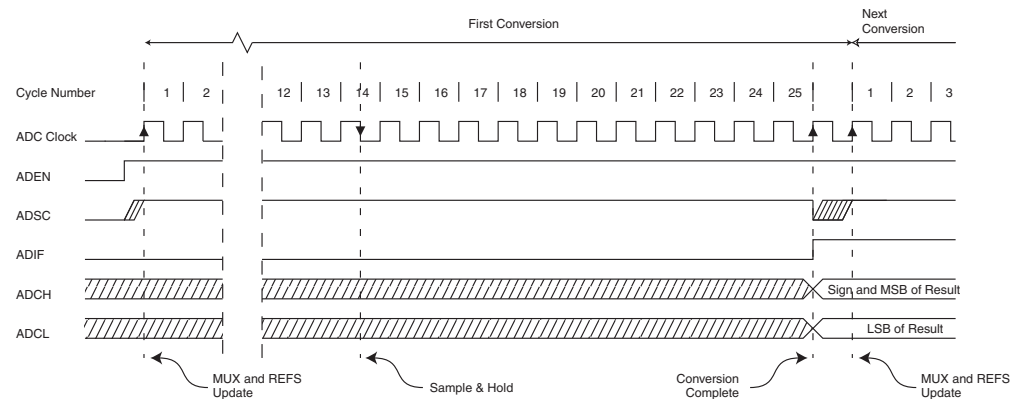 First Conversion
Next
Conversion
Cycle Number 1 2 12 13 14 15 16 17 18 19 20 21 22 23 24 25 1 2 3
ADC Clock
ADEN
ADSC
ADIF
ADCH Sign and MSB of Result
ADCL LSB of Result
MUX and REFS
Update
Sample & Hold
Conversion
Complete
MUX and REFS
Update